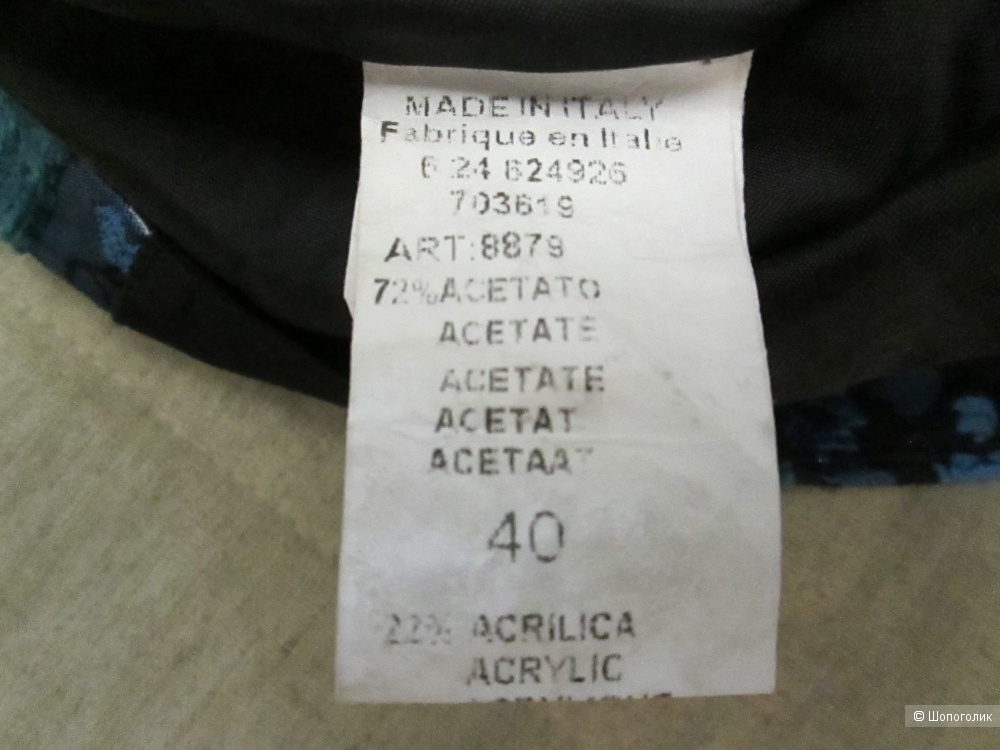 MADE IN ITALY
Fabrique en Italie
6 24 624926
703619
ART:8879
72% ACETATO
ACETATE
ACETATE
ACETAT
ACETAAT
40
22% ACRILICA
ACRYLIC
© Шопоголик